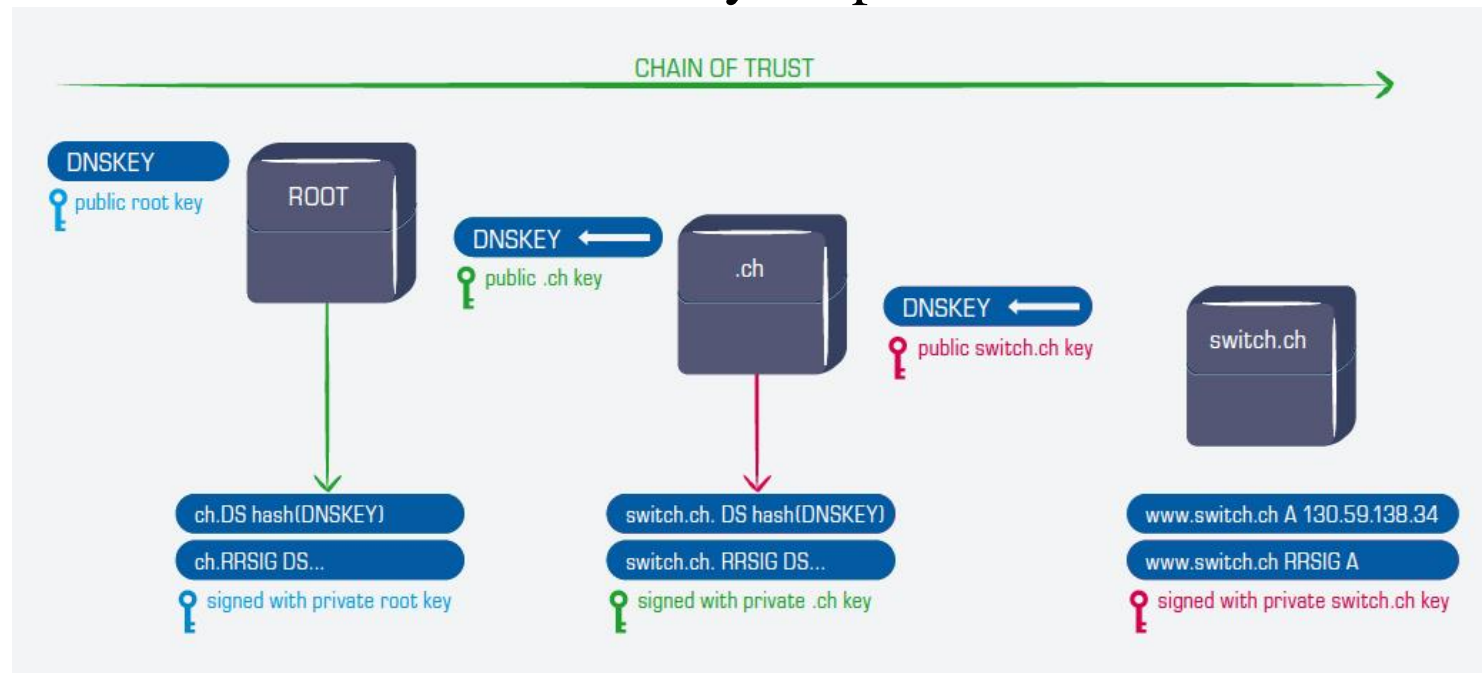 CHAIN OF TRUST
DNSKEY
public root key
ROOT
DNSKEY
public .ch key
.ch
DNSKEY
public switch.ch key
switch.ch
ch.DS hash(DNSKEY)
ch.RRSIG DS...
signed with private root key
switch.ch. DS hash(DNSKEY)
switch.ch. RRSIG DS...
signed with private .ch key
www.switch.ch A 130.59.138.34
www.switch.ch RRSIG A
signed with private switch.ch key